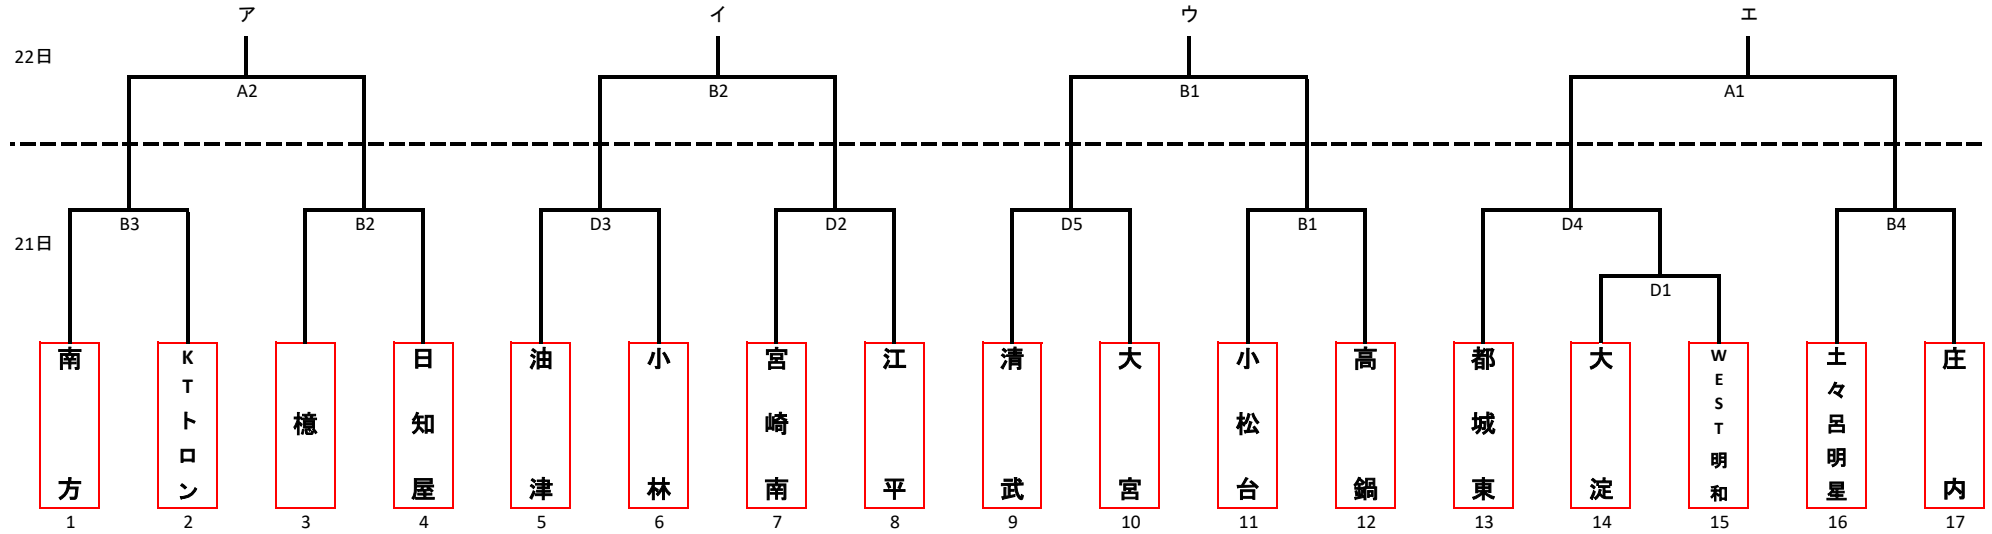 ア イ ウ エ
22日
A2 B2 B1 A1
B3 B2 D3 D2 D5 B1 D4 B4
21日
D1
南方
KTトロン
檍
日知屋
油津
小林
宮崎南
江平
清武
大宮
小松台
高鍋
都城東
大淀
WEST明和
土々呂明星
庄内
1 2 3 4 5 6 7 8 9 10 11 12 13 14 15 16 17